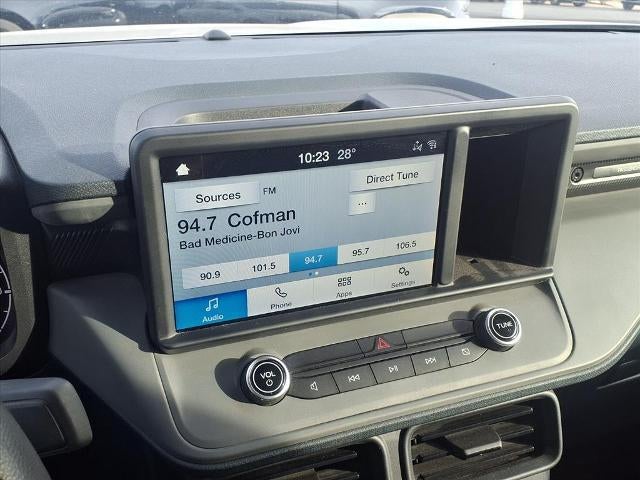 10:23 28°
Sources FM
Direct Tune
94.7 Cofman
...
Bad Medicine-Bon Jovi
90.9 101.5 94.7 95.7 106.5
Audio Phone Apps Settings
VOL
TUNE